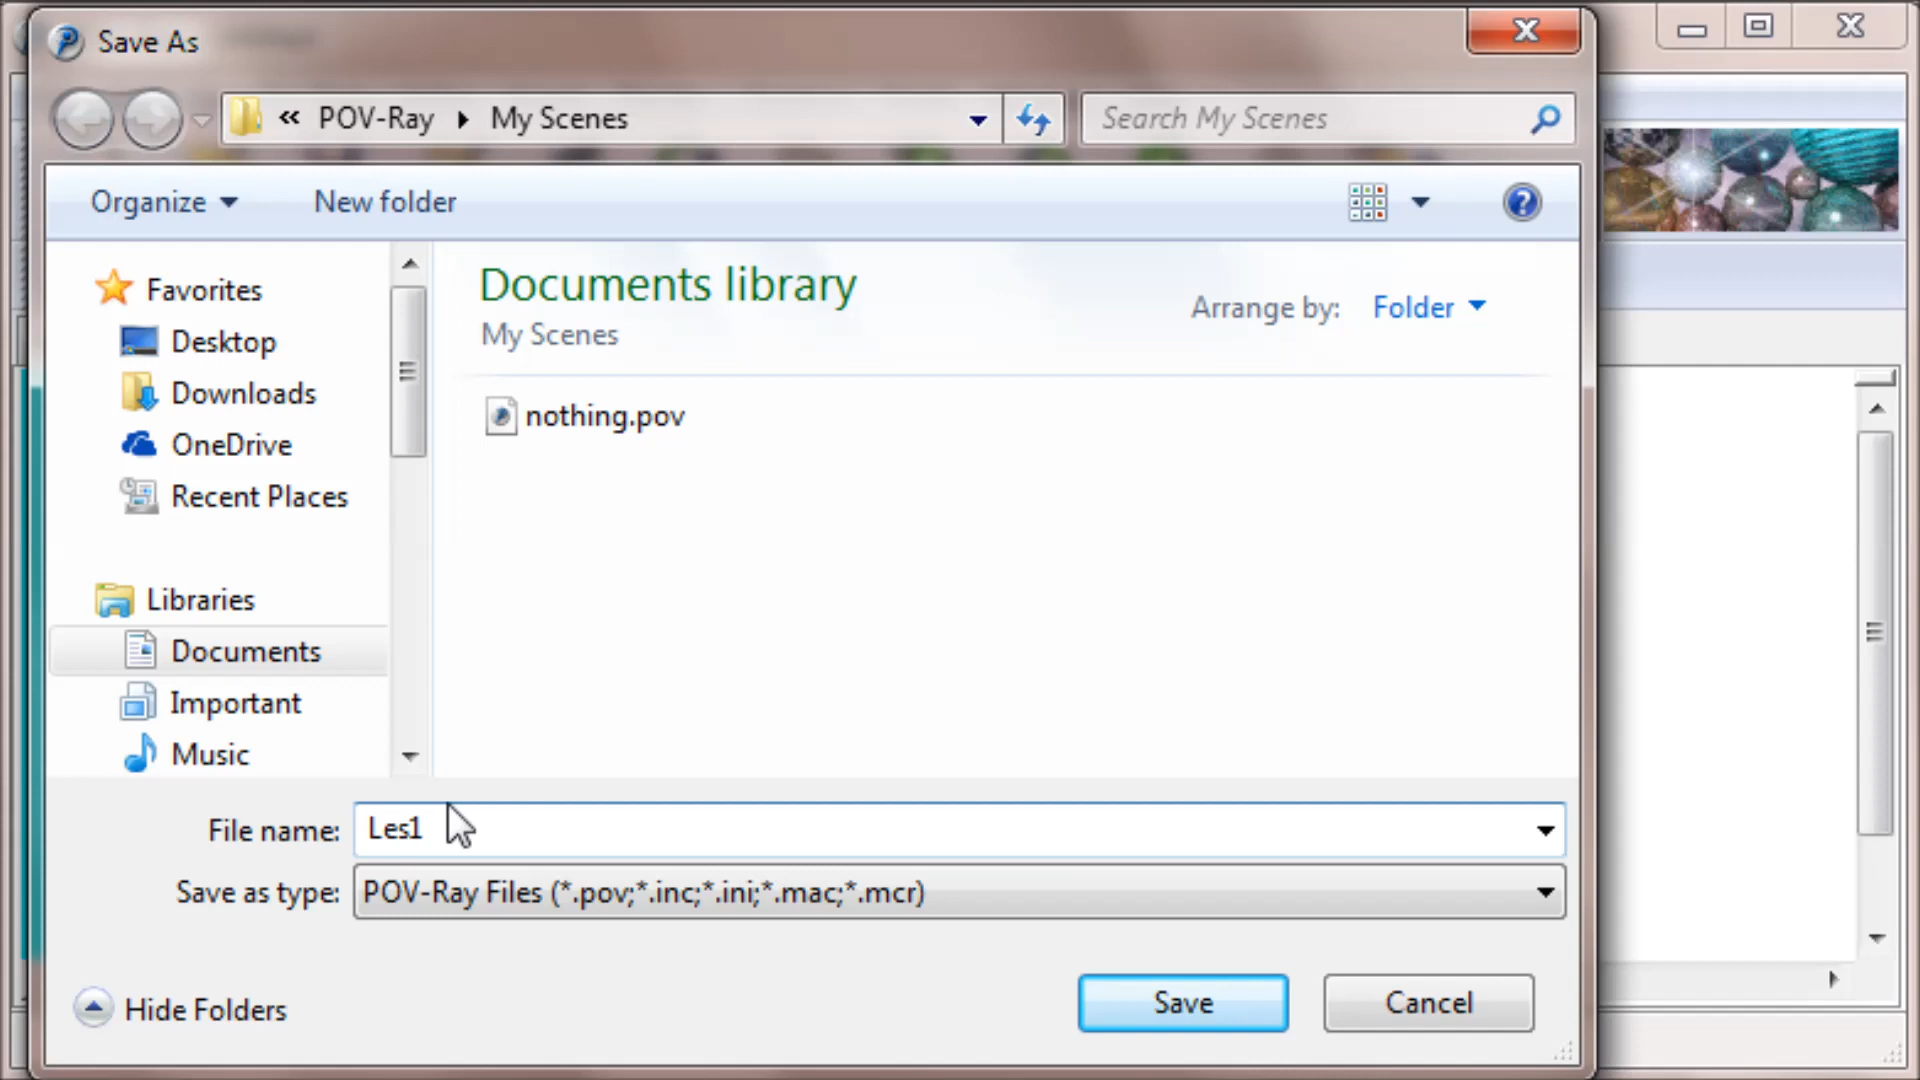 Save As
« POV-Ray ▸ My Scenes
Search My Scenes
Organize
New folder
Favorites
Desktop
Downloads
OneDrive
Recent Places
Libraries
Documents
Important
Music
Documents library
My Scenes
Arrange by: Folder
nothing.pov
File name: Les1
Save as type: POV-Ray Files (*.pov;*.inc;*.ini;*.mac;*.mcr)
Hide Folders
Save
Cancel